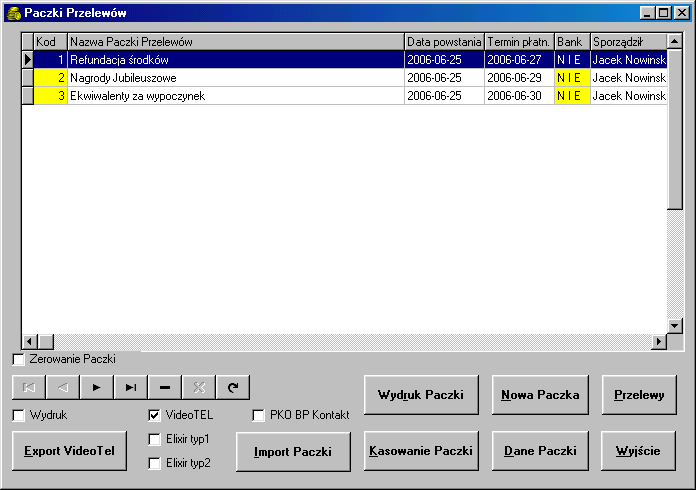 Paczki Przelewów
Kod Nazwa Paczki Przelewów Data powstania Termin płatn. Bank Sporządził
1 Refundacja środków 2006-06-25 2006-06-27 N I E Jacek Nowinsk
2 Nagrody Jubileuszowe 2006-06-25 2006-06-29 N I E Jacek Nowinsk
3 Ekwiwalenty za wypoczynek 2006-06-25 2006-06-30 N I E Jacek Nowinsk
Zerowanie Paczki
Wydruk Paczki Nowa Paczka Przelewy
Wydruk VideoTEL PKO BP Kontakt
Elixir typ1
Export VideoTel Import Paczki Kasowanie Paczki Dane Paczki Wyjście
Elixir typ2